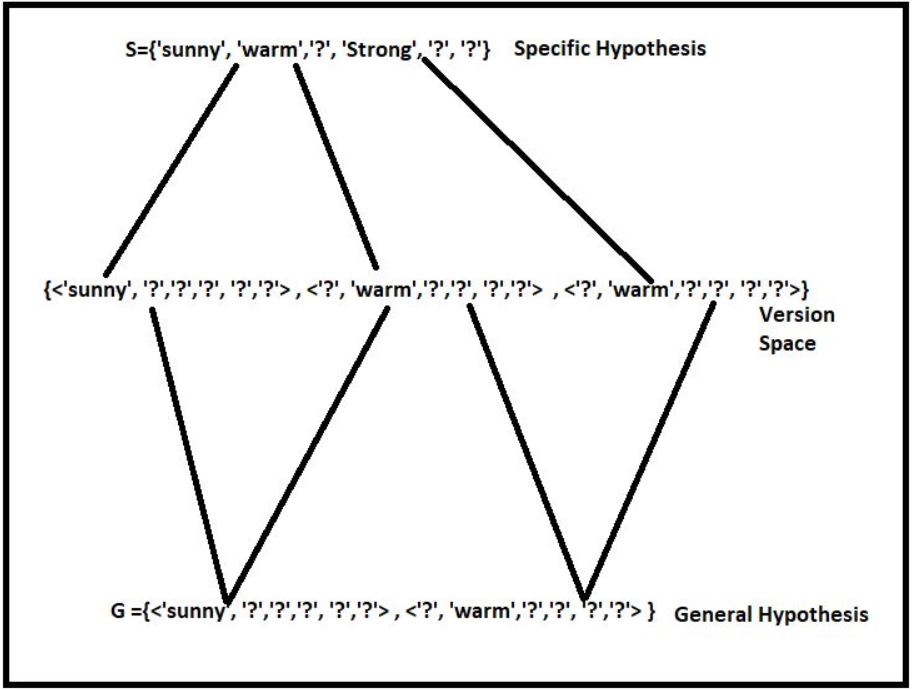 S={'sunny', 'warm','?', 'Strong', '?', '?'} Specific Hypothesis
{<'sunny', '?','?','?', '?','?'> , <'?', 'warm','?','?', '?','?'> , <'?', 'warm','?','?', '?','?'>}
Version
Space
G ={<'sunny', '?','?','?', '?','?'> , <'?', 'warm','?','?', '?','?'> } General Hypothesis